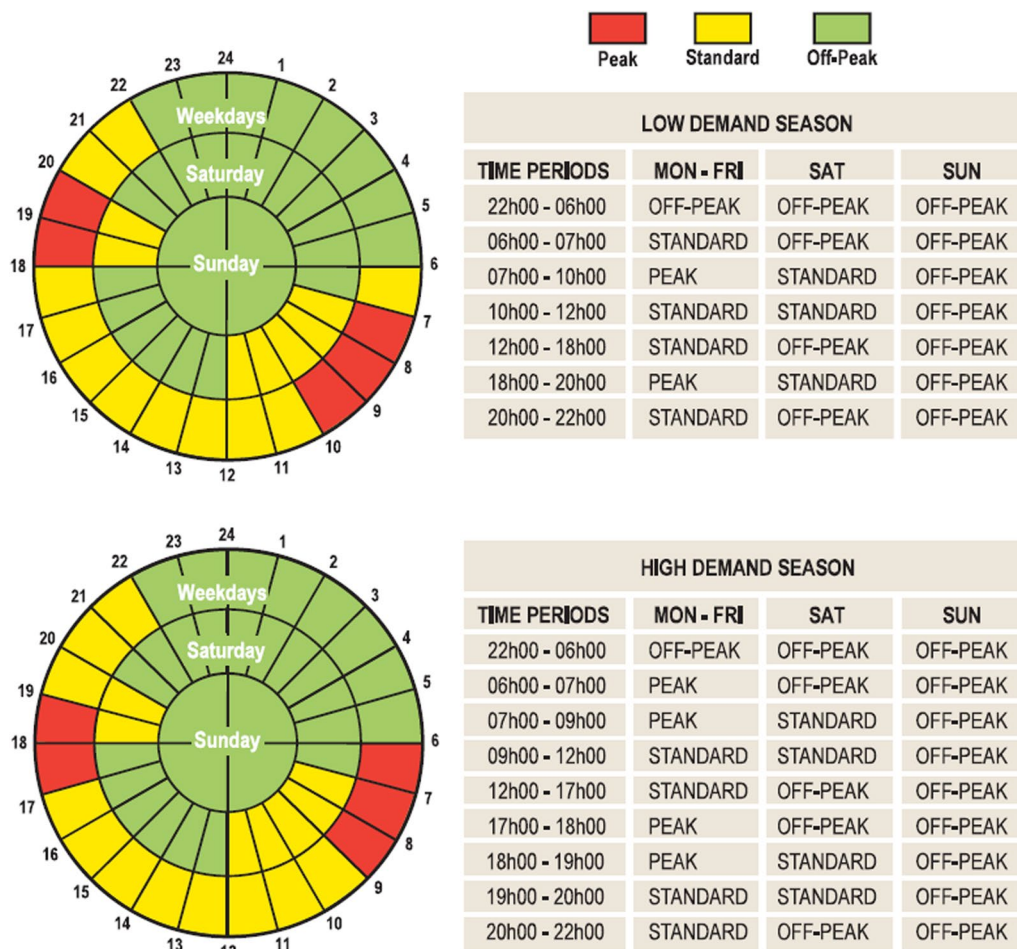 Peak Standard Off-Peak
24
23 1
22 2
21 3
20 4
19 5
18 6
17 7
16 8
15 9
14 10
13 11
12
Weekdays
Saturday
Sunday
LOW DEMAND SEASON
TIME PERIODS MON - FRI SAT SUN
22h00 - 06h00 OFF-PEAK OFF-PEAK OFF-PEAK
06h00 - 07h00 STANDARD OFF-PEAK OFF-PEAK
07h00 - 10h00 PEAK STANDARD OFF-PEAK
10h00 - 12h00 STANDARD STANDARD OFF-PEAK
12h00 - 18h00 STANDARD OFF-PEAK OFF-PEAK
18h00 - 20h00 PEAK STANDARD OFF-PEAK
20h00 - 22h00 STANDARD OFF-PEAK OFF-PEAK
24
23 1
22 2
21 3
20 4
19 5
18 6
17 7
16 8
15 9
14 10
13 11
Weekdays
Saturday
Sunday
HIGH DEMAND SEASON
TIME PERIODS MON - FRI SAT SUN
22h00 - 06h00 OFF-PEAK OFF-PEAK OFF-PEAK
06h00 - 07h00 PEAK OFF-PEAK OFF-PEAK
07h00 - 09h00 PEAK STANDARD OFF-PEAK
09h00 - 12h00 STANDARD STANDARD OFF-PEAK
12h00 - 17h00 STANDARD OFF-PEAK OFF-PEAK
17h00 - 18h00 PEAK OFF-PEAK OFF-PEAK
18h00 - 19h00 PEAK STANDARD OFF-PEAK
19h00 - 20h00 STANDARD STANDARD OFF-PEAK
20h00 - 22h00 STANDARD OFF-PEAK OFF-PEAK